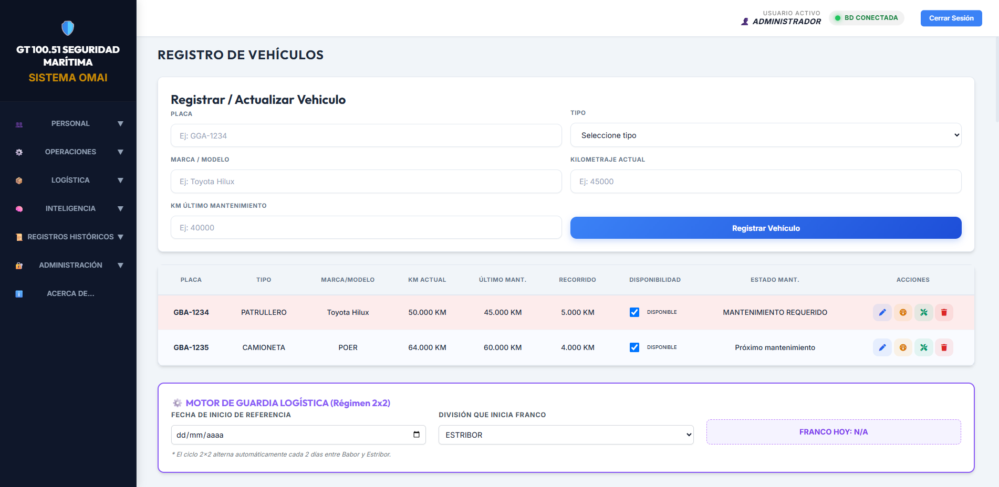 GT 100.51 SEGURIDAD
MARÍTIMA
SISTEMA OMAI
PERSONAL ▼
OPERACIONES ▼
LOGÍSTICA ▼
INTELIGENCIA ▼
REGISTROS HISTÓRICOS ▼
ADMINISTRACIÓN ▼
ACERCA DE...
USUARIO ACTIVO
ADMINISTRADOR
BD CONECTADA
Cerrar Sesión
REGISTRO DE VEHÍCULOS
Registrar / Actualizar Vehiculo
PLACA
Ej: GGA-1234
TIPO
Seleccione tipo
MARCA / MODELO
Ej: Toyota Hilux
KILOMETRAJE ACTUAL
Ej: 45000
KM ÚLTIMO MANTENIMIENTO
Ej: 40000
Registrar Vehículo
PLACA TIPO MARCA/MODELO KM ACTUAL ÚLTIMO MANT. RECORRIDO DISPONIBILIDAD ESTADO MANT. ACCIONES
GBA-1234 PATRULLERO Toyota Hilux 50.000 KM 45.000 KM 5.000 KM DISPONIBLE MANTENIMIENTO REQUERIDO
GBA-1235 CAMIONETA POER 64.000 KM 60.000 KM 4.000 KM DISPONIBLE Próximo mantenimiento
MOTOR DE GUARDIA LOGÍSTICA (Régimen 2x2)
FECHA DE INICIO DE REFERENCIA
dd/mm/aaaa
DIVISIÓN QUE INICIA FRANCO
ESTRIBOR
FRANCO HOY: N/A
* El ciclo 2×2 alterna automáticamente cada 2 días entre Babor y Estribor.